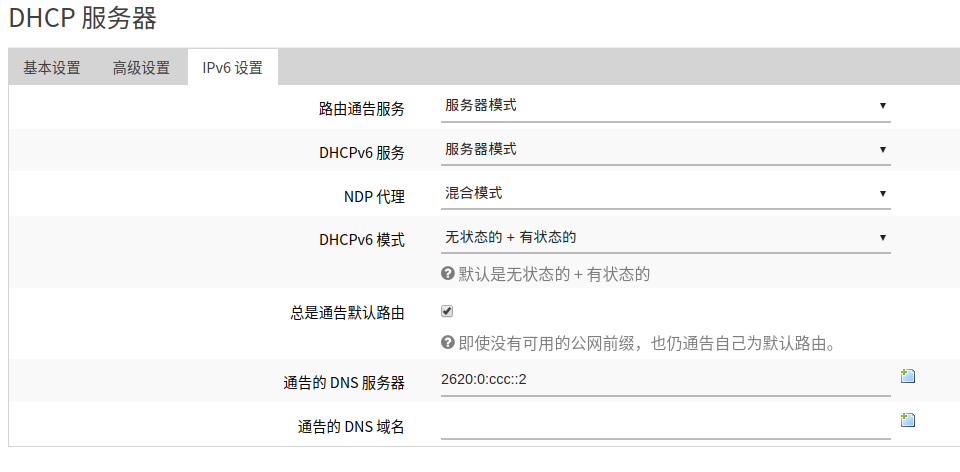 DHCP 服务器
基本设置 高级设置 IPv6 设置
路由通告服务 服务器模式
DHCPv6 服务 服务器模式
NDP 代理 混合模式
DHCPv6 模式 无状态的 + 有状态的
默认是无状态的 + 有状态的
总是通告默认路由
即使没有可用的公网前缀，也仍通告自己为默认路由。
通告的 DNS 服务器 2620:0:ccc::2
通告的 DNS 域名